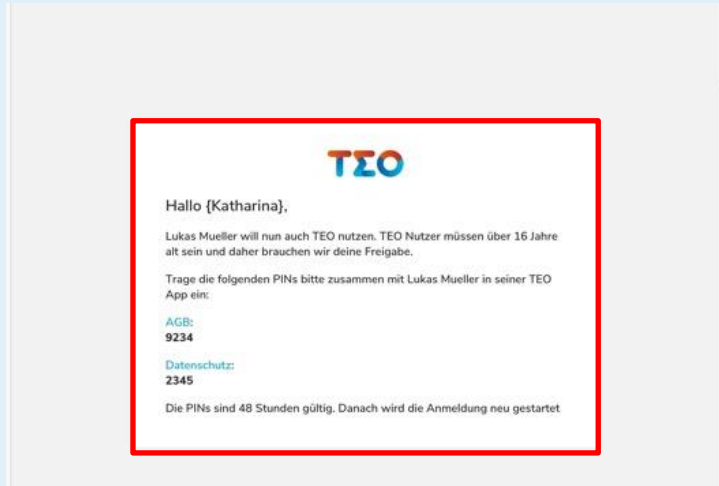 TEO
Hallo {Katharina},
Lukas Mueller will nun auch TEO nutzen. TEO Nutzer müssen über 16 Jahre
alt sein und daher brauchen wir deine Freigabe.
Trage die folgenden PINs bitte zusammen mit Lukas Mueller in seiner TEO
App ein:
AGB:
9234
Datenschutz:
2345
Die PINs sind 48 Stunden gültig. Danach wird die Anmeldung neu gestartet